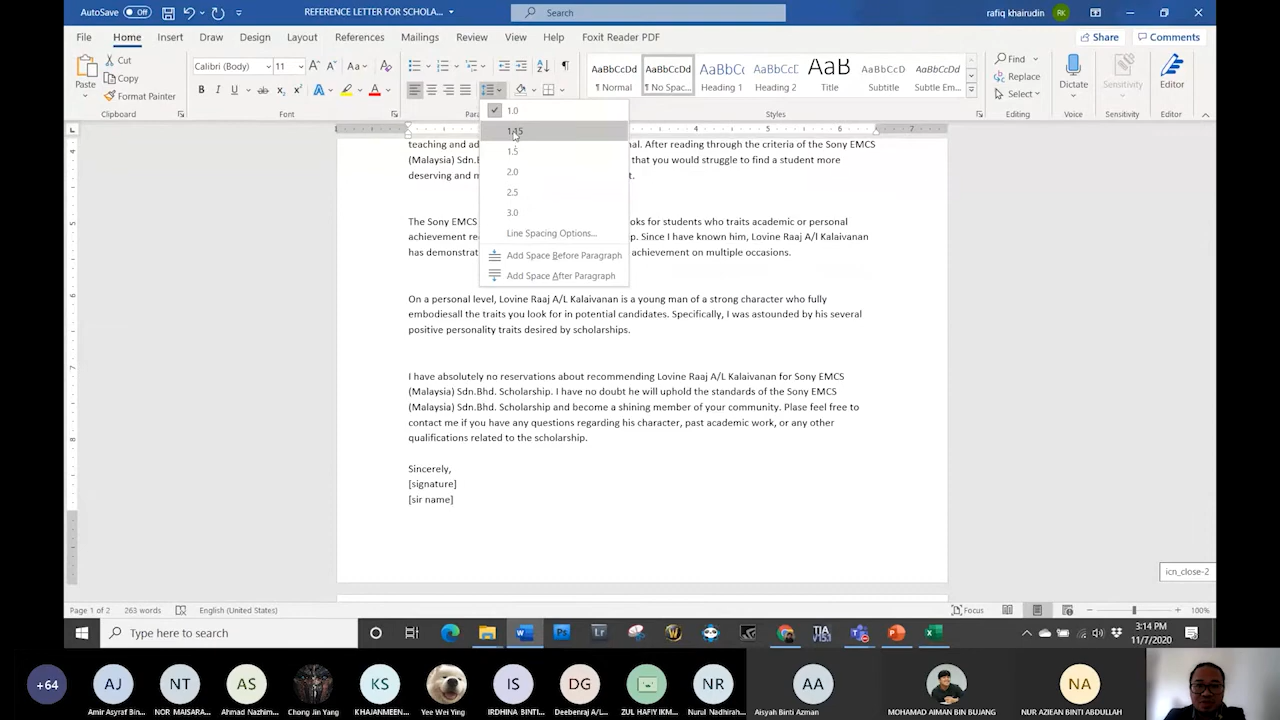 AutoSave Off
REFERENCE LETTER FOR SCHOLA...
Search
rafiq khairudin RK
File Home Insert Draw Design Layout References Mailings Review View Help Foxit Reader PDF
Share Comments
Paste
Cut
Copy
Format Painter
Clipboard
Calibri (Body) 11
Font
AaBbCcDd
¶ Normal
AaBbCcDd
¶ No Spac...
AaBbCc
Heading 1
AaBbCcD
Heading 2
AaB
Title
AaBbCcD
Subtitle
AaBbCcDd
Subtle Em...
Styles
Find
Replace
Select
Editing
Dictate
Voice
Sensitivity
Sensitivity
Editor
Editor
1.0
1.15
1.5
2.0
2.5
3.0
Line Spacing Options...
Add Space Before Paragraph
Add Space After Paragraph
After reading through the criteria of the Sony EMCS
(Malaysia) Sdn. that you would struggle to find a student more
deserving and
The Sony EMCS for students who traits academic or personal
achievement Since I have known him, Lovine Raaj A/l Kalaivanan
has achievement on multiple occasions.
On a personal level, Lovine Raaj A/L Kalaivanan is a young man of a strong character who fully
embodiesall the traits you look for in potential candidates. Specifically, I was astounded by his several
positive personality traits desired by scholarships.
I have absolutely no reservations about recommending Lovine Raaj A/L Kalaivanan for Sony EMCS
(Malaysia) Sdn.Bhd. Scholarship. I have no doubt he will uphold the standards of the Sony EMCS
(Malaysia) Sdn.Bhd. Scholarship and become a shining member of your community. Plase feel free to
contact me if you have any questions regarding his character, past academic work, or any other
qualifications related to the scholarship.
Sincerely,
[signature]
[sir name]
icn_close-2
Page 1 of 2 263 words English (United States) Focus 100%
Type here to search
3:14 PM
11/7/2020
+64
AJ
Amir Asyraf Bin...
NT
NOR MAISARA...
AS
Ahmad Nazhim...
Chong Jin Yang
KS
KHAJANMEEN...
Yee Wei Ying
IS
IRDHINA BINTI...
DG
Deebenraj A/L...
ZUL HAFIY IKM...
NR
Nurul Nadhirah...
AA
Aisyah Binti Azman
MOHAMAD AIMAN BIN BUJANG
NA
NUR AZIEAN BINTI ABDULLAH